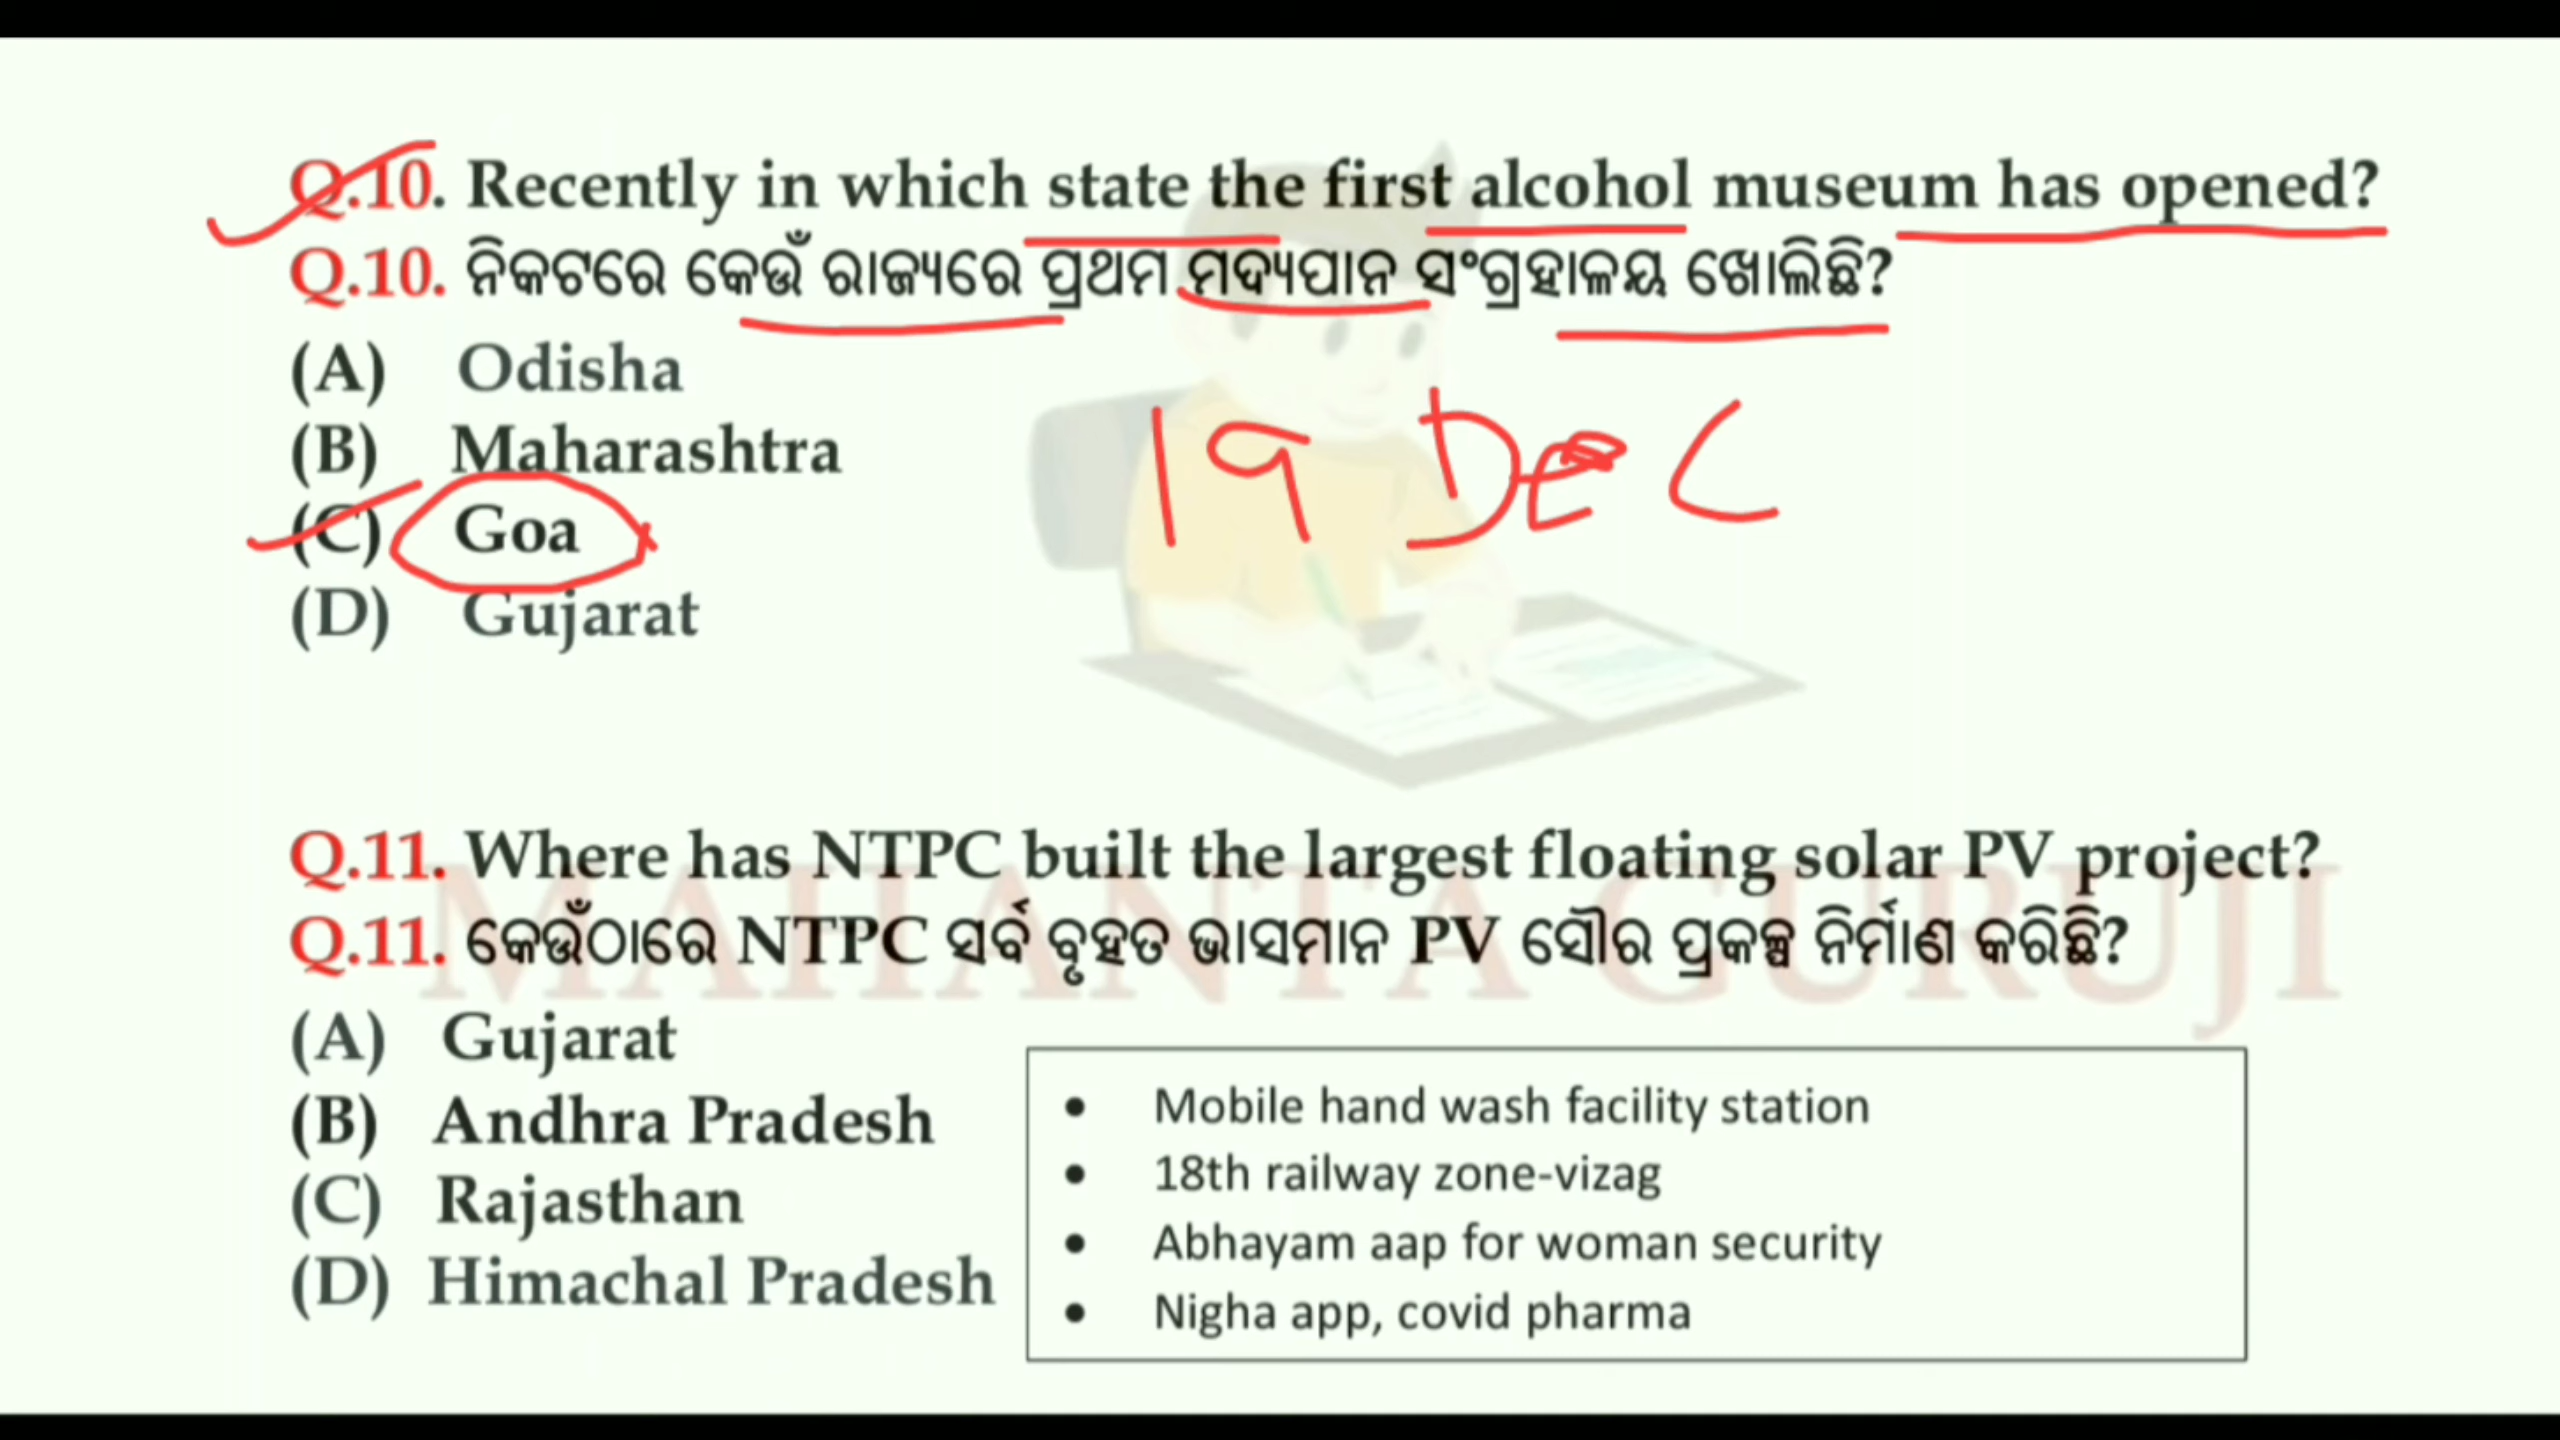 Q.10. Recently in which state the first alcohol museum has opened?
Q.10. ନିକଟରେ କେଉଁ ରାଜ୍ୟରେ ପ୍ରଥମ ମଦ୍ୟପାନ ସଂଗ୍ରହାଳୟ ଖୋଲିଛି?
(A) Odisha
(B) Maharashtra
(C) Goa
(D) Gujarat
19 DEC
Q.11. Where has NTPC built the largest floating solar PV project?
Q.11. କେଉଁଠାରେ NTPC ସର୍ବ ବୃହତ ଭାସମାନ PV ସୌର ପ୍ରକଳ୍ପ ନିର୍ମାଣ କରିଛି?
MAHANTA GURUJI
(A) Gujarat
(B) Andhra Pradesh
(C) Rajasthan
(D) Himachal Pradesh
• Mobile hand wash facility station
• 18th railway zone-vizag
• Abhayam aap for woman security
• Nigha app, covid pharma